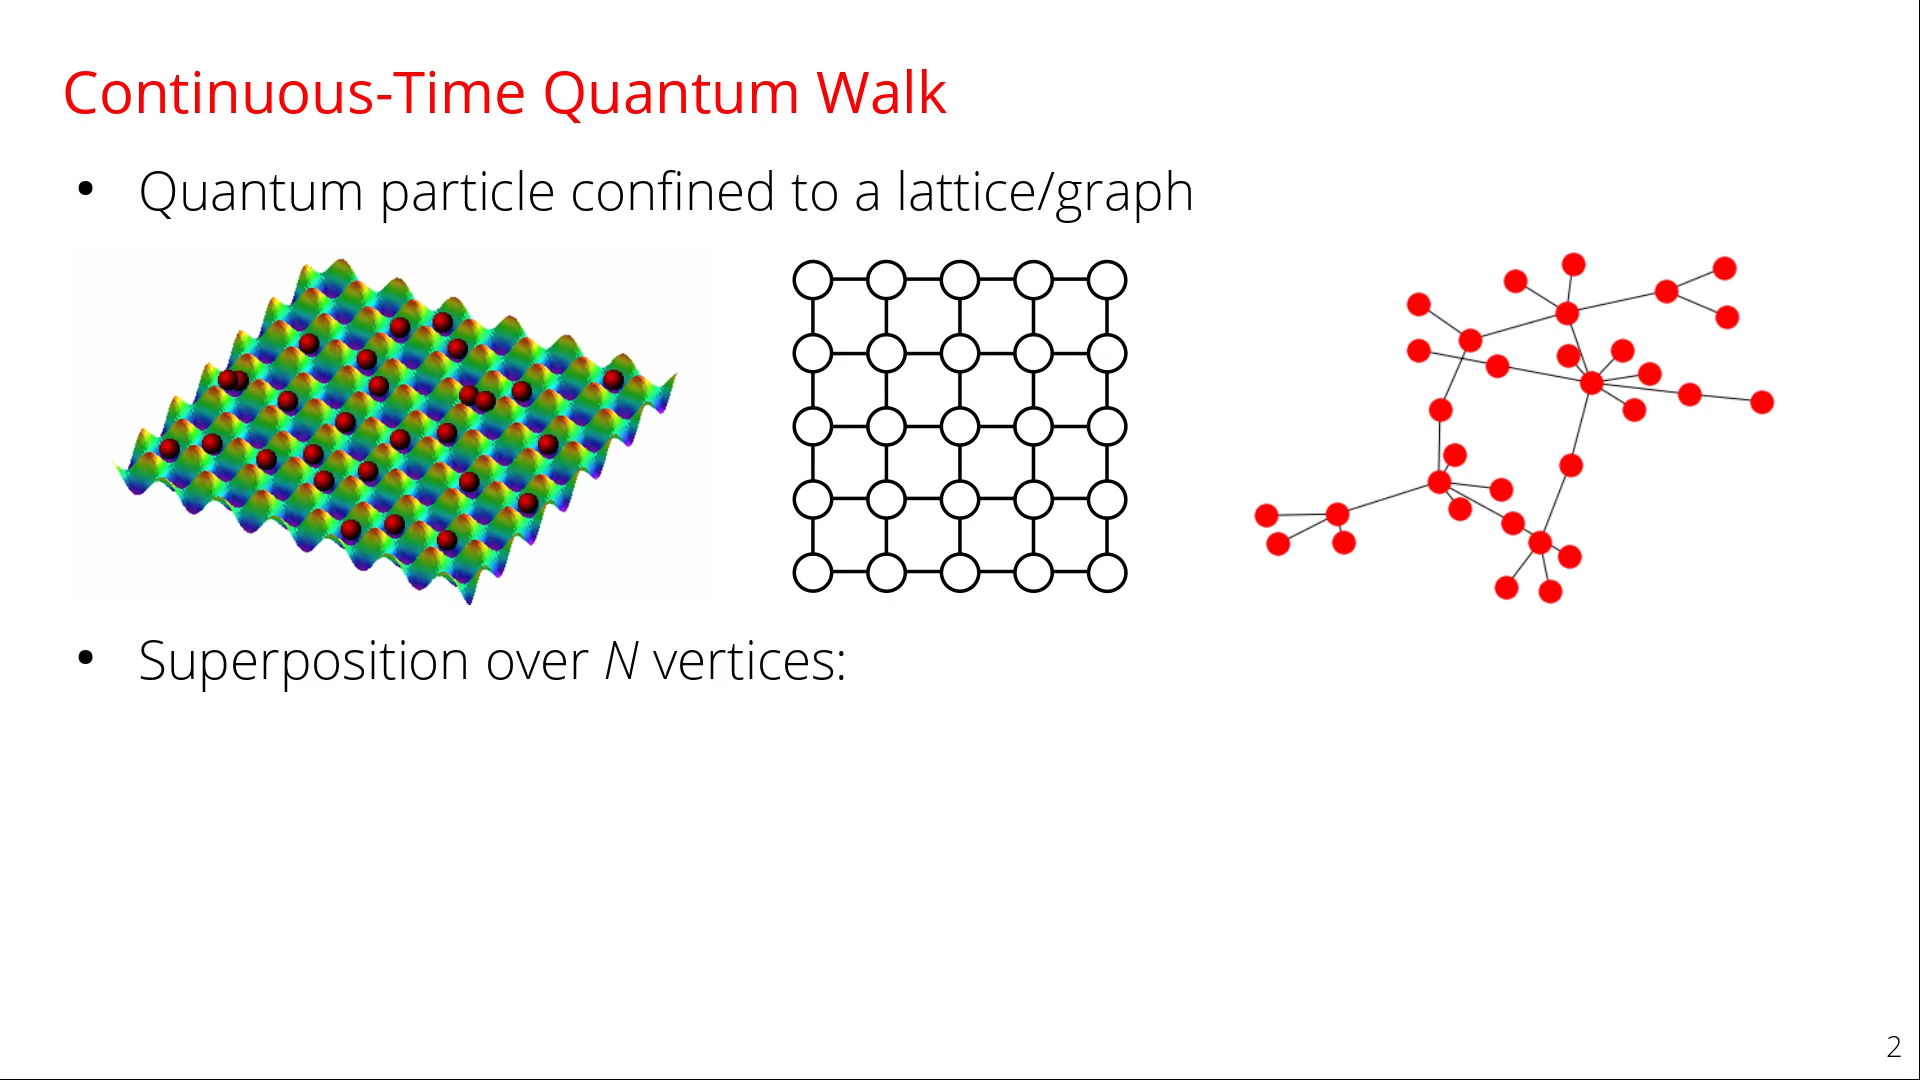 Continuous-Time Quantum Walk
• Quantum particle confined to a lattice/graph
• Superposition over N vertices:
2